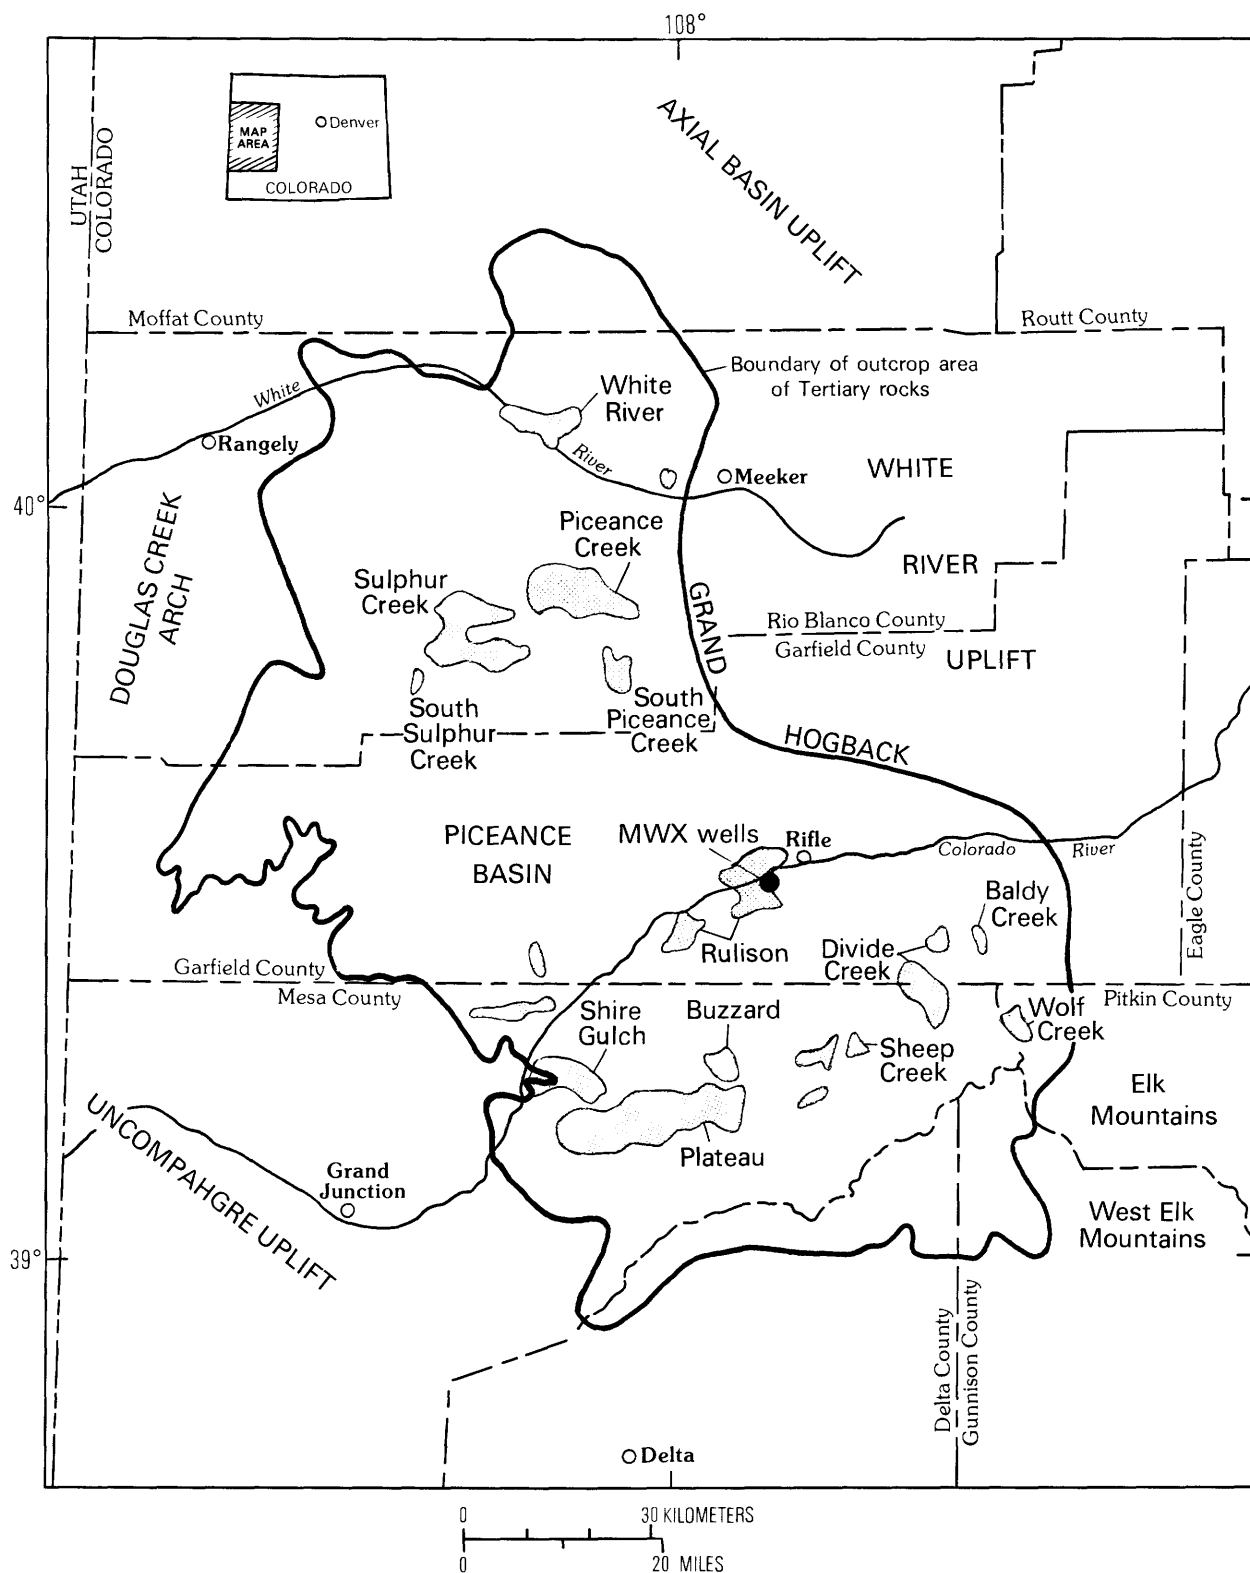 108°
UTAH
COLORADO
MAP
AREA
Denver
COLORADO
AXIAL BASIN UPLIFT
Moffat County
Routt County
Boundary of outcrop area
of Tertiary rocks
White
River
White
River
Rangely
Meeker
WHITE
RIVER
UPLIFT
40°
DOUGLAS CREEK
ARCH
Piceance
Creek
Sulphur
Creek
GRAND
HOGBACK
Rio Blanco County
Garfield County
South
Sulphur
Creek
South
Piceance
Creek
PICEANCE
BASIN
MWX wells
Rifle
Colorado
River
Eagle County
Baldy
Creek
Rulison
Divide
Creek
Garfield County
Mesa County
Pitkin County
Shire
Gulch
Buzzard
Wolf
Creek
Sheep
Creek
Elk
Mountains
UNCOMPAHGRE UPLIFT
Plateau
Grand
Junction
West Elk
Mountains
39°
Delta County
Gunnison County
Delta
0
30 KILOMETERS
0
20 MILES